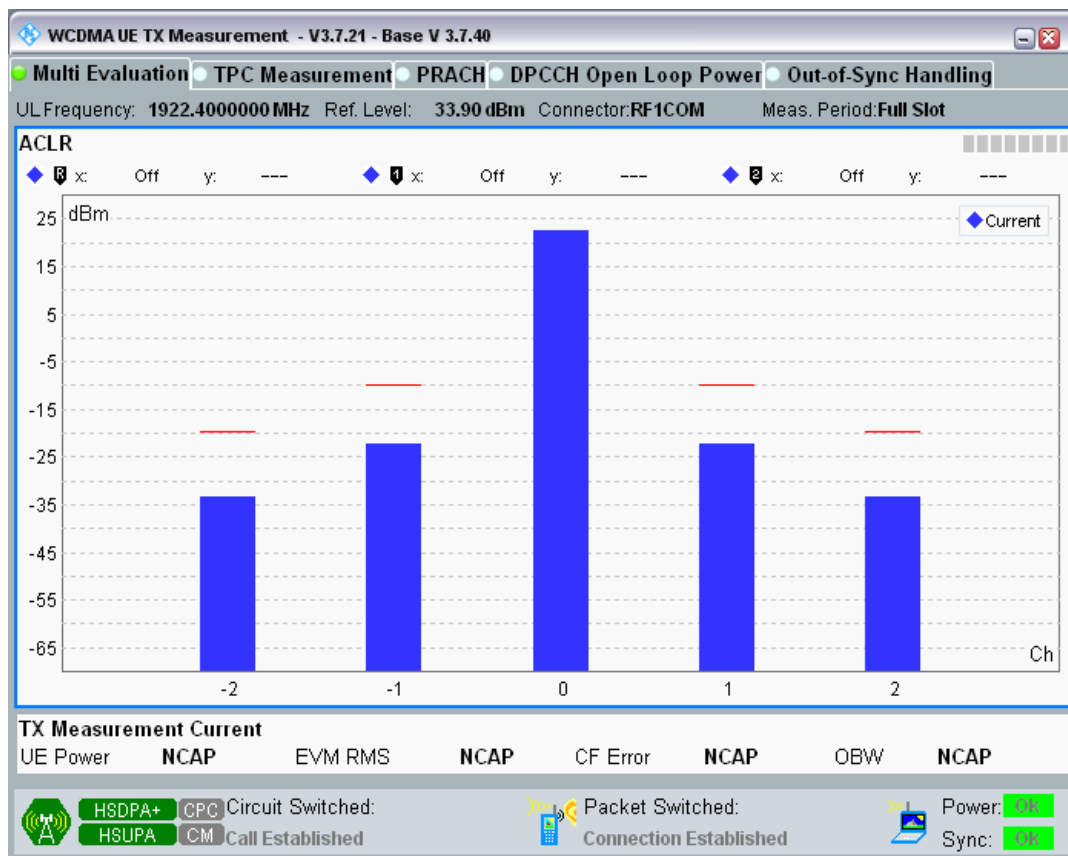 WCDMA UE TX Measurement - V3.7.21 - Base V 3.7.40
Multi Evaluation TPC Measurement PRACH DPCCH Open Loop Power Out-of-Sync Handling
UL Frequency: 1922.4000000 MHz Ref. Level: 33.90 dBm Connector:RF1COM Meas. Period:Full Slot
ACLR
R x: Off y: --- 1 x: Off y: --- 2 x: Off y: ---
dBm
Current
25
15
5
-5
-15
-25
-35
-45
-55
-65
Ch
-2 -1 0 1 2
TX Measurement Current
UE Power NCAP EVM RMS NCAP CF Error NCAP OBW NCAP
HSDPA+ CPC Circuit Switched: Packet Switched: Power: OK
HSUPA CM Call Established Connection Established Sync: OK